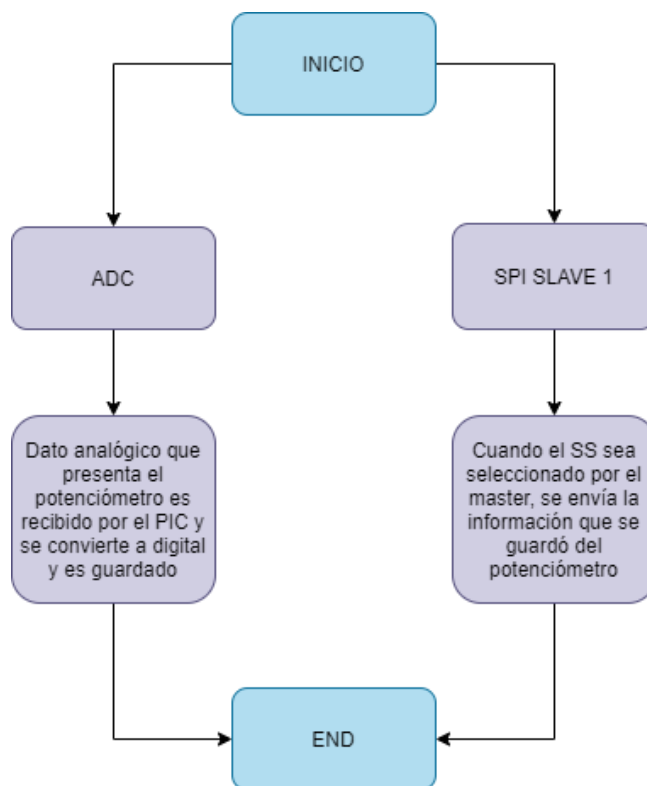 INICIO
ADC
SPI SLAVE 1
Dato analógico que
presenta el
potenciómetro es
recibido por el PIC y
se convierte a digital
y es guardado
Cuando el SS sea
seleccionado por el
master, se envía la
información que se
guardó del
potenciómetro
END